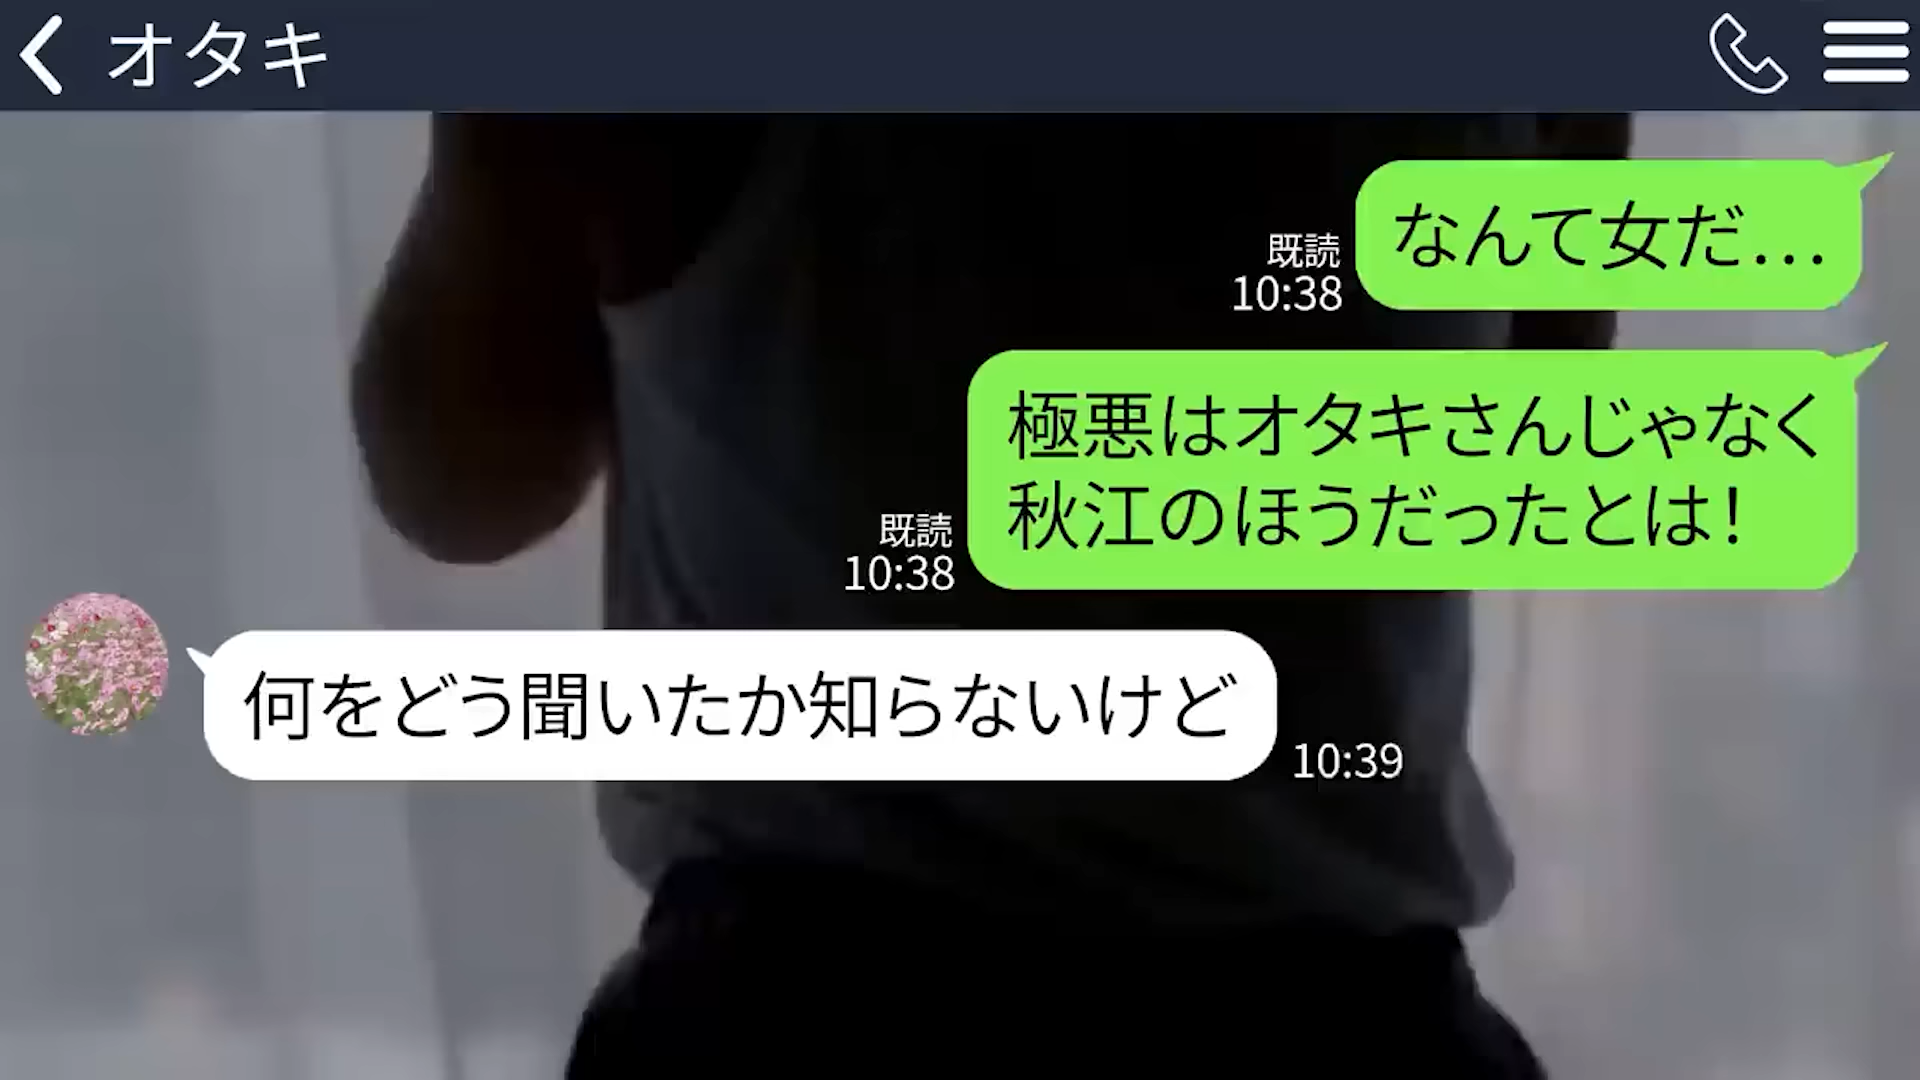 オタキ
なんて女だ…
既読
10:38
極悪はオタキさんじゃなく
秋江のほうだったとは!
既読
10:38
何をどう聞いたか知らないけど
10:39